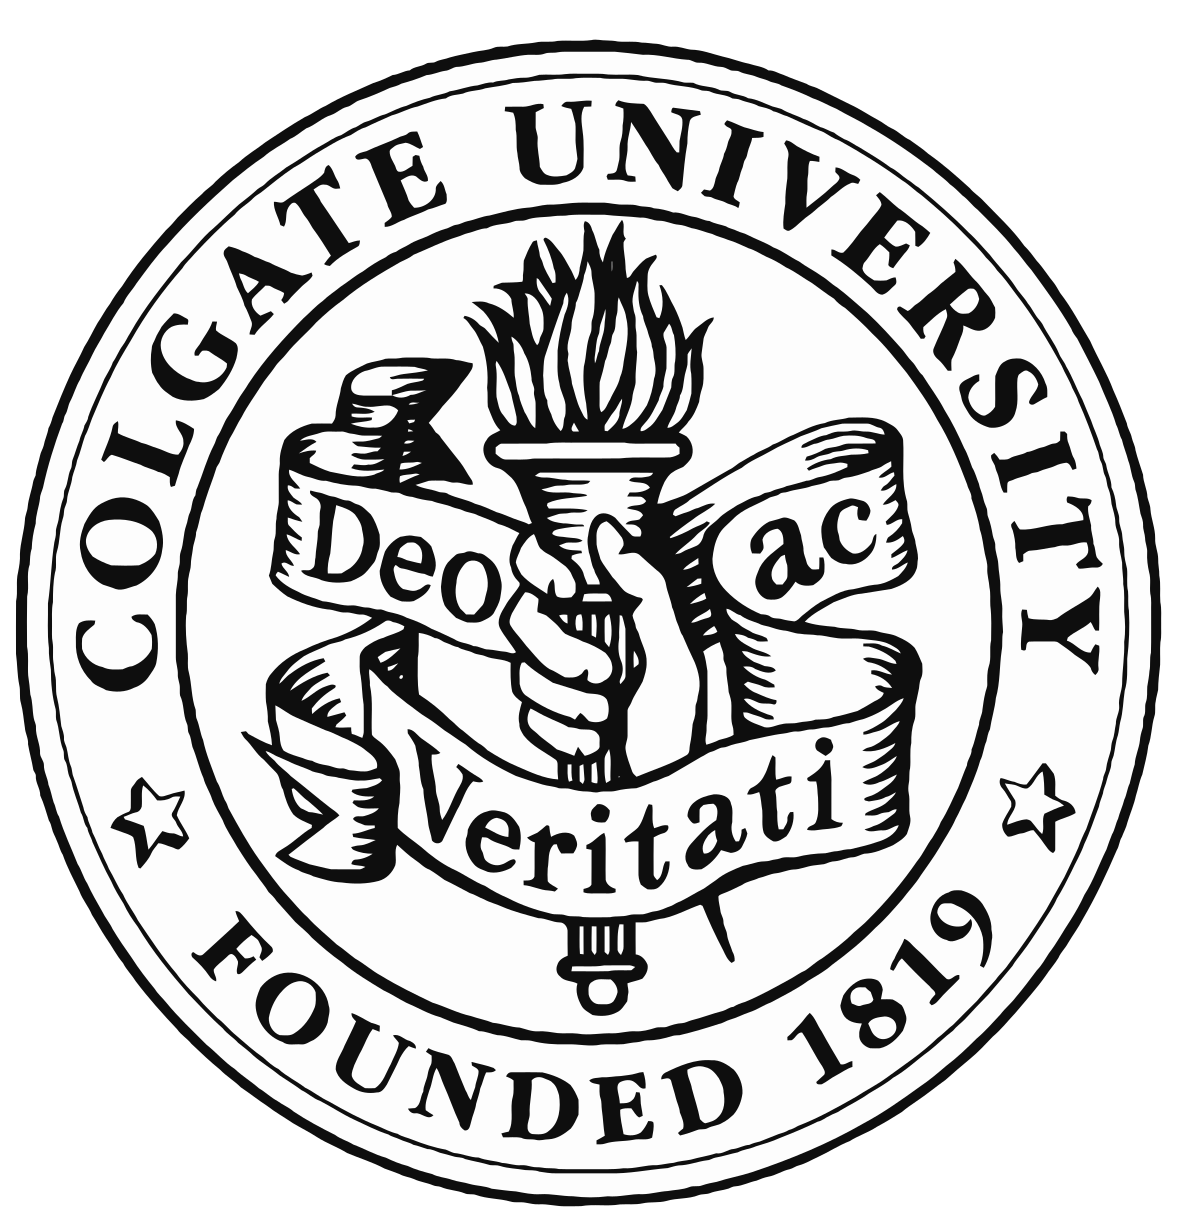 COLGATE UNIVERSITY
Deo ac
Veritati
FOUNDED 1819